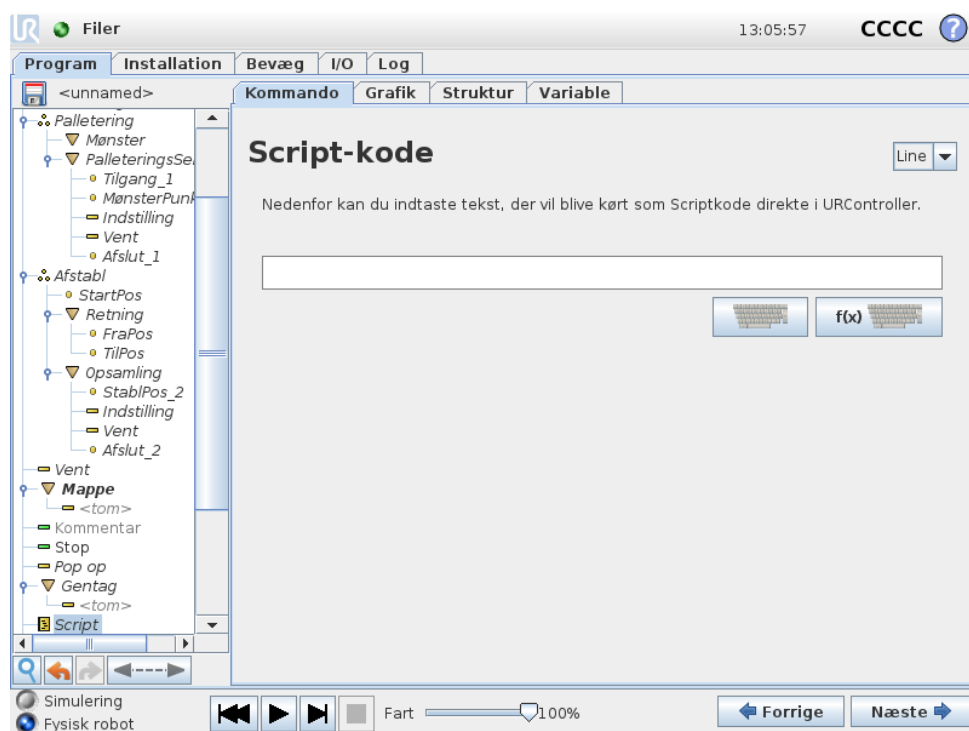 Filer 13:05:57 CCCC ?
Program Installation Bevæg I/O Log
<unnamed> Kommando Grafik Struktur Variable
Palletering
Mønster
PalleteringsSe
Tilgang_1
MønsterPunk
Indstilling
Vent
Afslut_1
Afstabl
StartPos
Retning
FraPos
TilPos
Opsamling
StablPos_2
Indstilling
Vent
Afslut_2
Vent
Mappe
<tom>
Kommentar
Stop
Pop op
Gentag
<tom>
Script
Script-kode
Line
Nedenfor kan du indtaste tekst, der vil blive kørt som Scriptkode direkte i URController.
f(x)
Simulering
Fysisk robot
Fart 100%
Forrige Næste